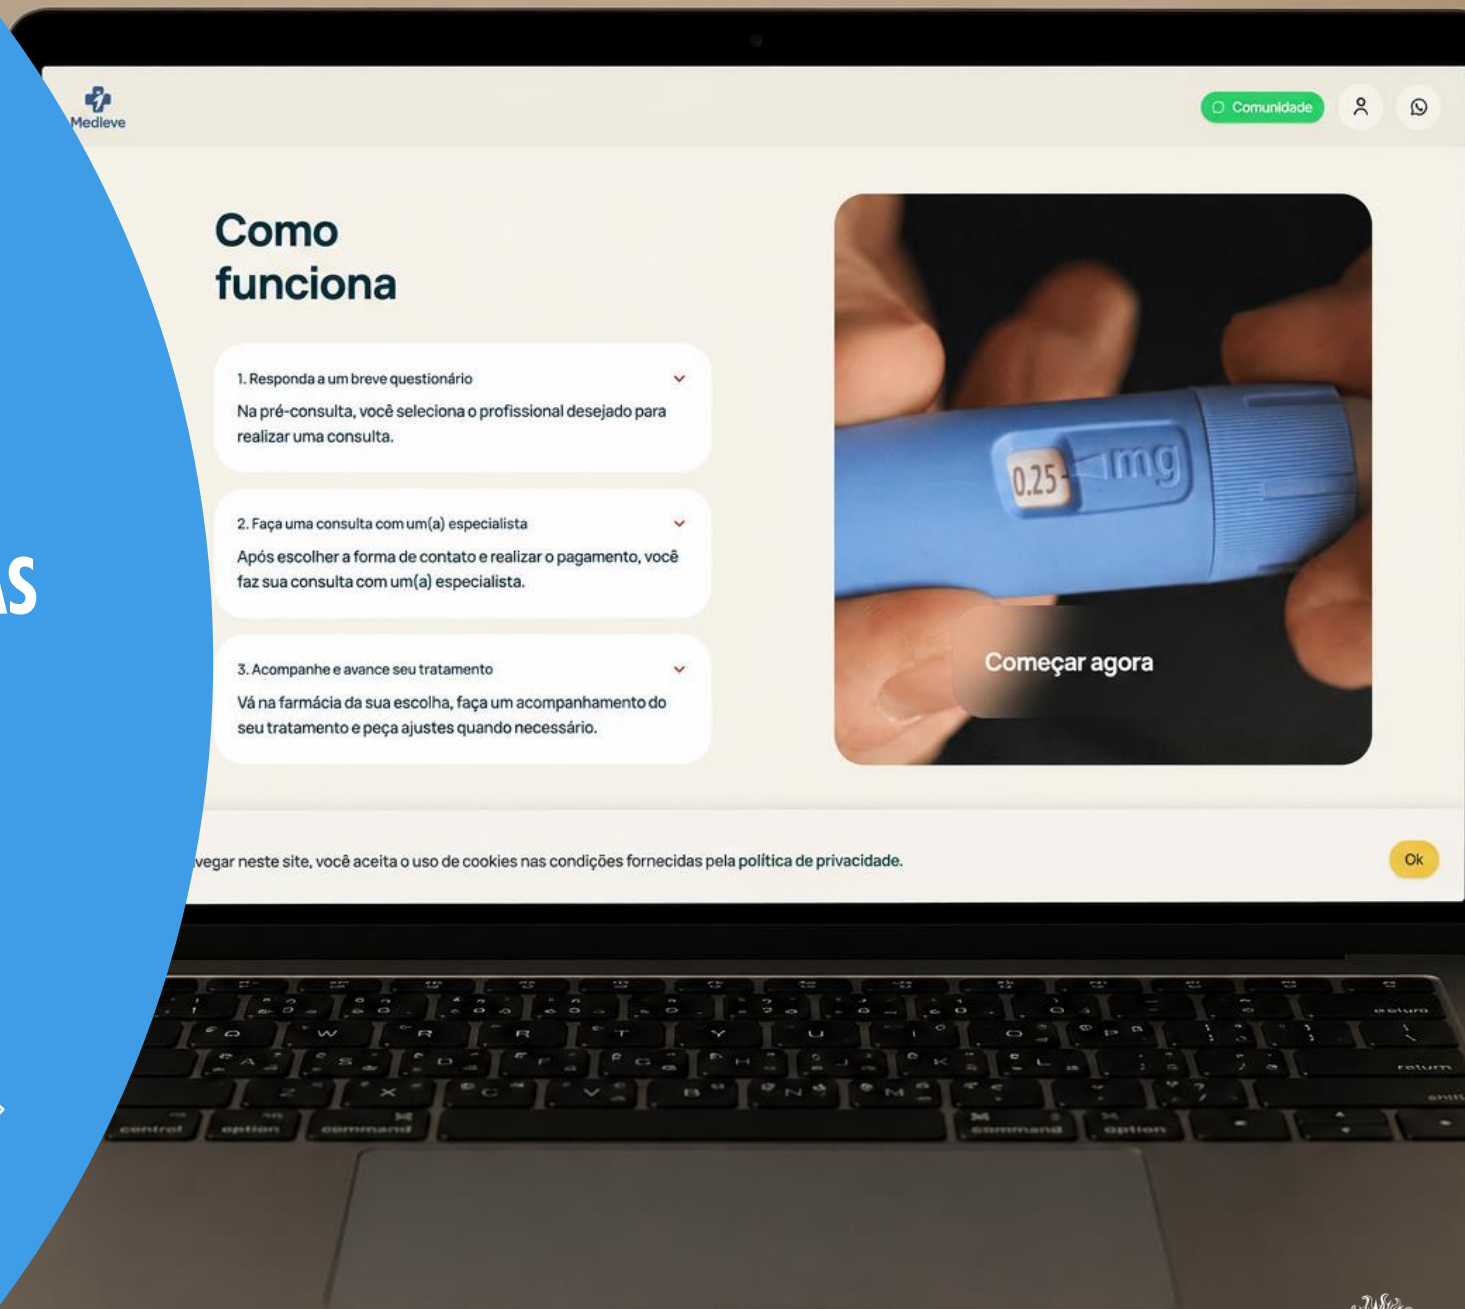 Medleve
Comunidade
Como
funciona
1. Responda a um breve questionário
Na pré-consulta, você seleciona o profissional desejado para
realizar uma consulta.
2. Faça uma consulta com um(a) especialista
Após escolher a forma de contato e realizar o pagamento, você
faz sua consulta com um(a) especialista.
3. Acompanhe e avance seu tratamento
Vá na farmácia da sua escolha, faça um acompanhamento do
seu tratamento e peça ajustes quando necessário.
0.25 mg
Começar agora
AS
vegar neste site, você aceita o uso de cookies nas condições fornecidas pela política de privacidade.
Ok
W R R T Y U I O P
return
A S D F G H J K L
return
Z X C V B N M
control option command command option